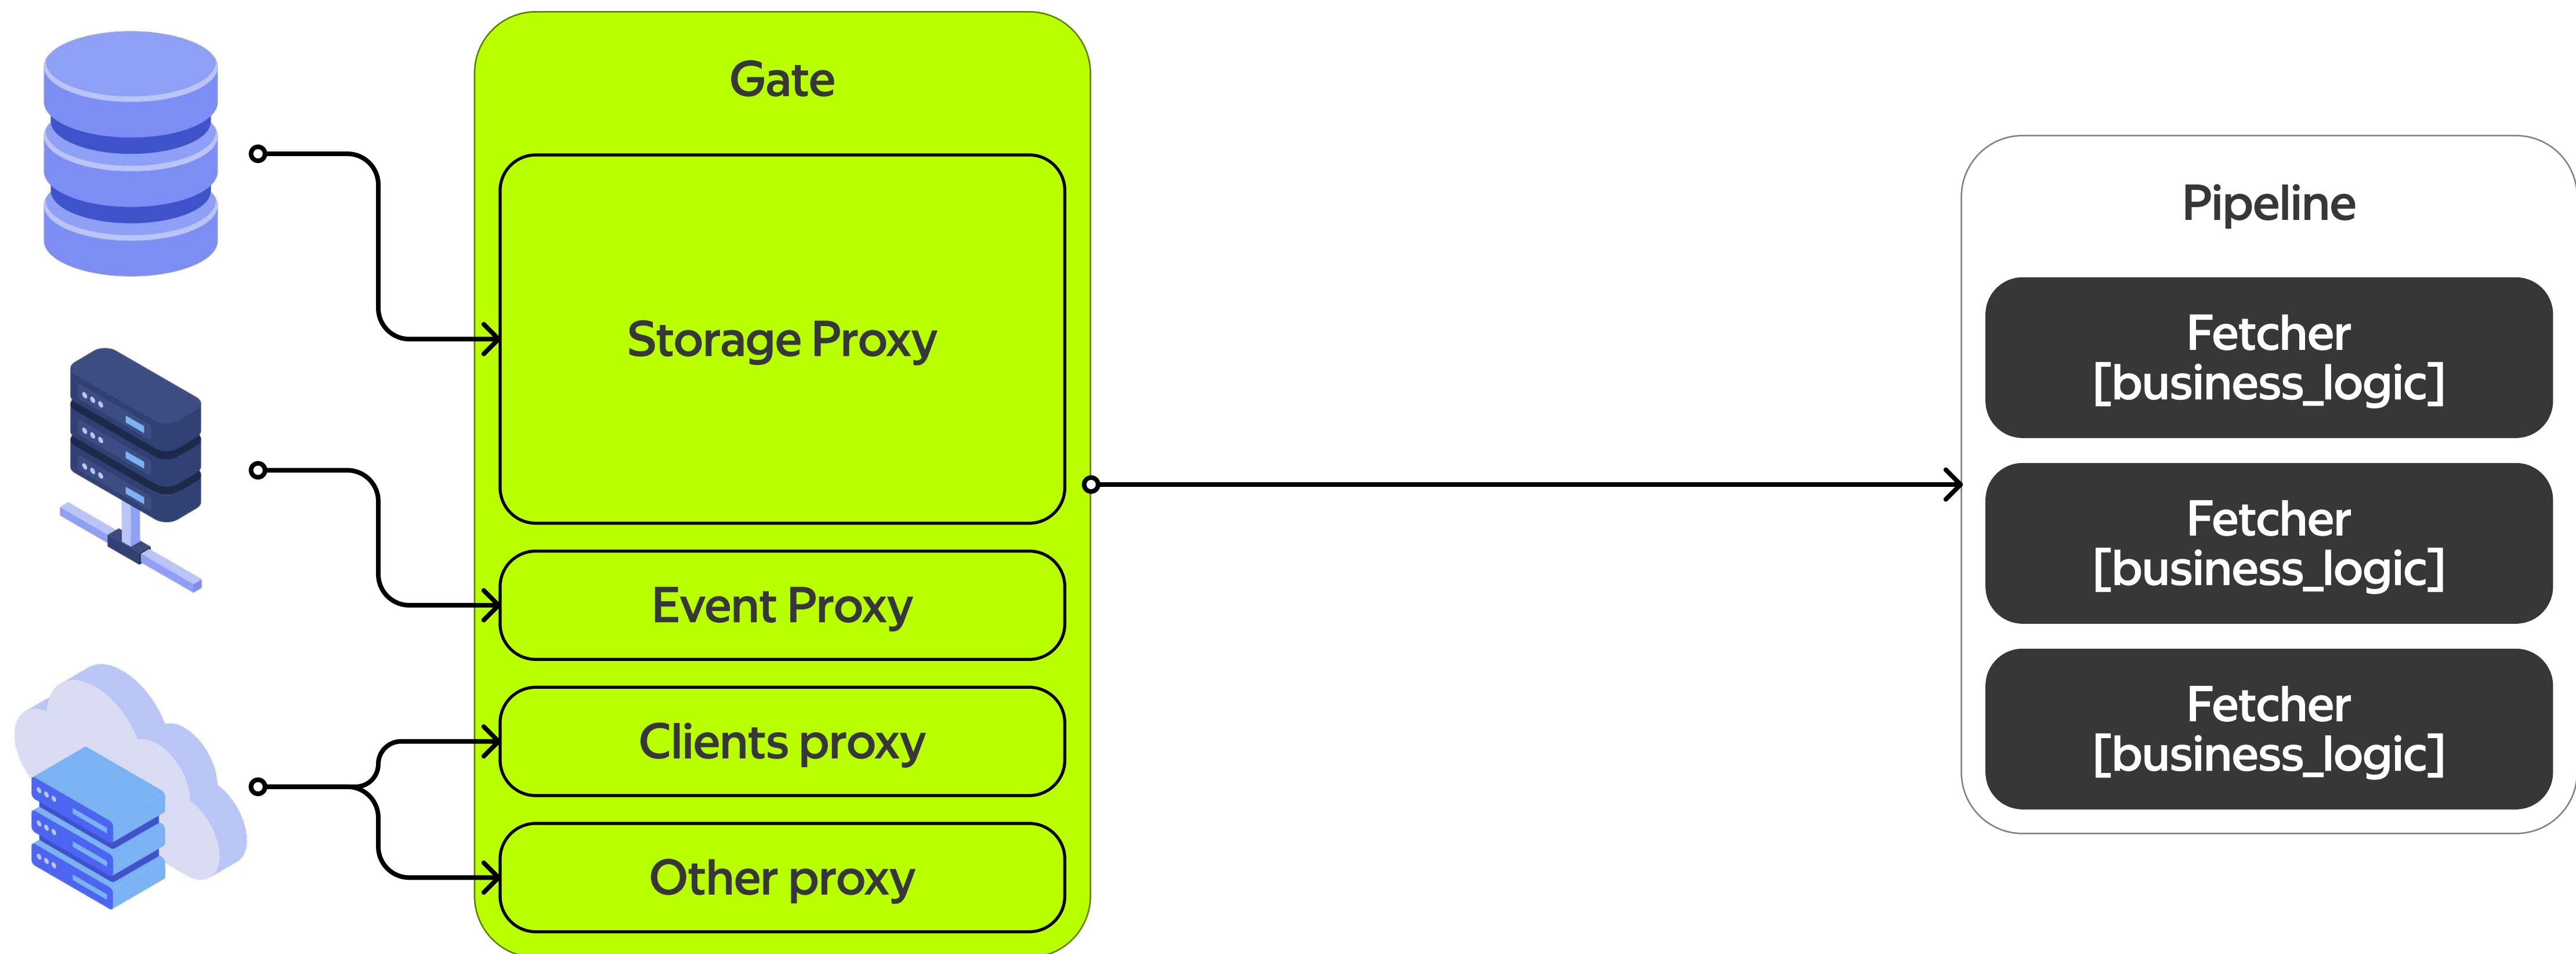 Gate
Storage Proxy
Event Proxy
Clients proxy
Other proxy
Pipeline
Fetcher
[business_logic]
Fetcher
[business_logic]
Fetcher
[business_logic]